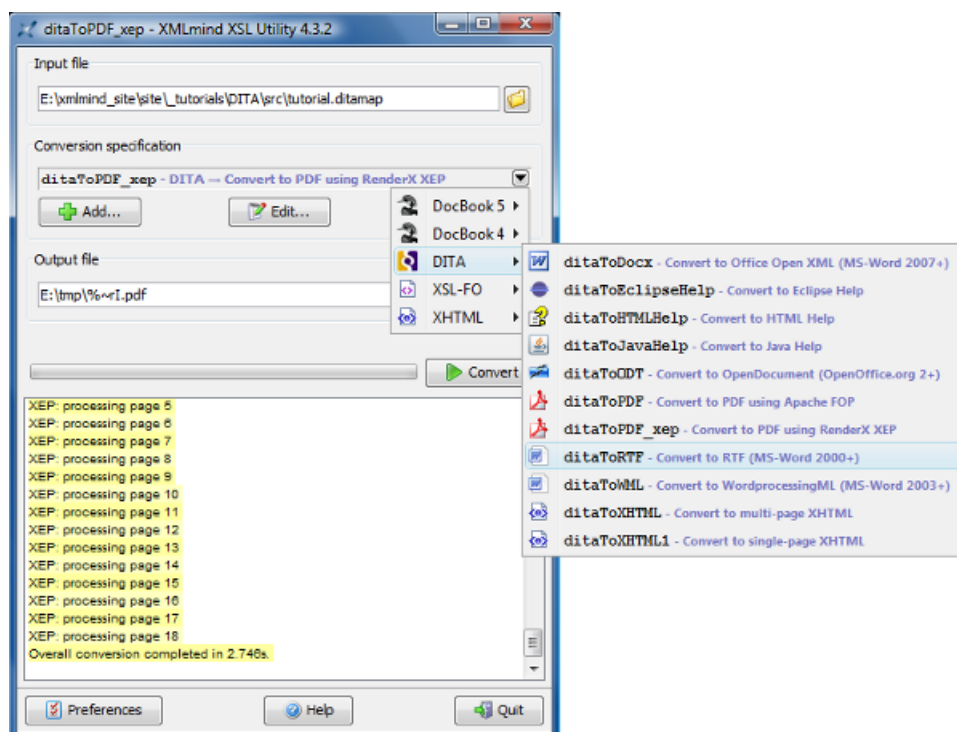 ditaToPDF_xep - XMLmind XSL Utility 4.3.2
Input file
E:\xmlmind_site\site\_tutorials\DITA\src\tutorial.ditamap
Conversion specification
ditaToPDF_xep - DITA — Convert to PDF using RenderX XEP
Add...
Edit...
DocBook 5
DocBook 4
DITA
XSL-FO
XHTML
ditaToDocx - Convert to Office Open XML (MS-Word 2007+)
ditaToEclipseHelp - Convert to Eclipse Help
ditaToHTMLHelp - Convert to HTML Help
ditaToJavaHelp - Convert to Java Help
ditaToODT - Convert to OpenDocument (OpenOffice.org 2+)
ditaToPDF - Convert to PDF using Apache FOP
ditaToPDF_xep - Convert to PDF using RenderX XEP
ditaToRTF - Convert to RTF (MS-Word 2000+)
ditaToWML - Convert to WordprocessingML (MS-Word 2003+)
ditaToXHTML - Convert to multi-page XHTML
ditaToXHTML1 - Convert to single-page XHTML
Output file
E:\tmp\%~rI.pdf
Convert
XEP: processing page 5
XEP: processing page 6
XEP: processing page 7
XEP: processing page 8
XEP: processing page 9
XEP: processing page 10
XEP: processing page 11
XEP: processing page 12
XEP: processing page 13
XEP: processing page 14
XEP: processing page 15
XEP: processing page 16
XEP: processing page 17
XEP: processing page 18
Overall conversion completed in 2.746s.
Preferences
Help
Quit